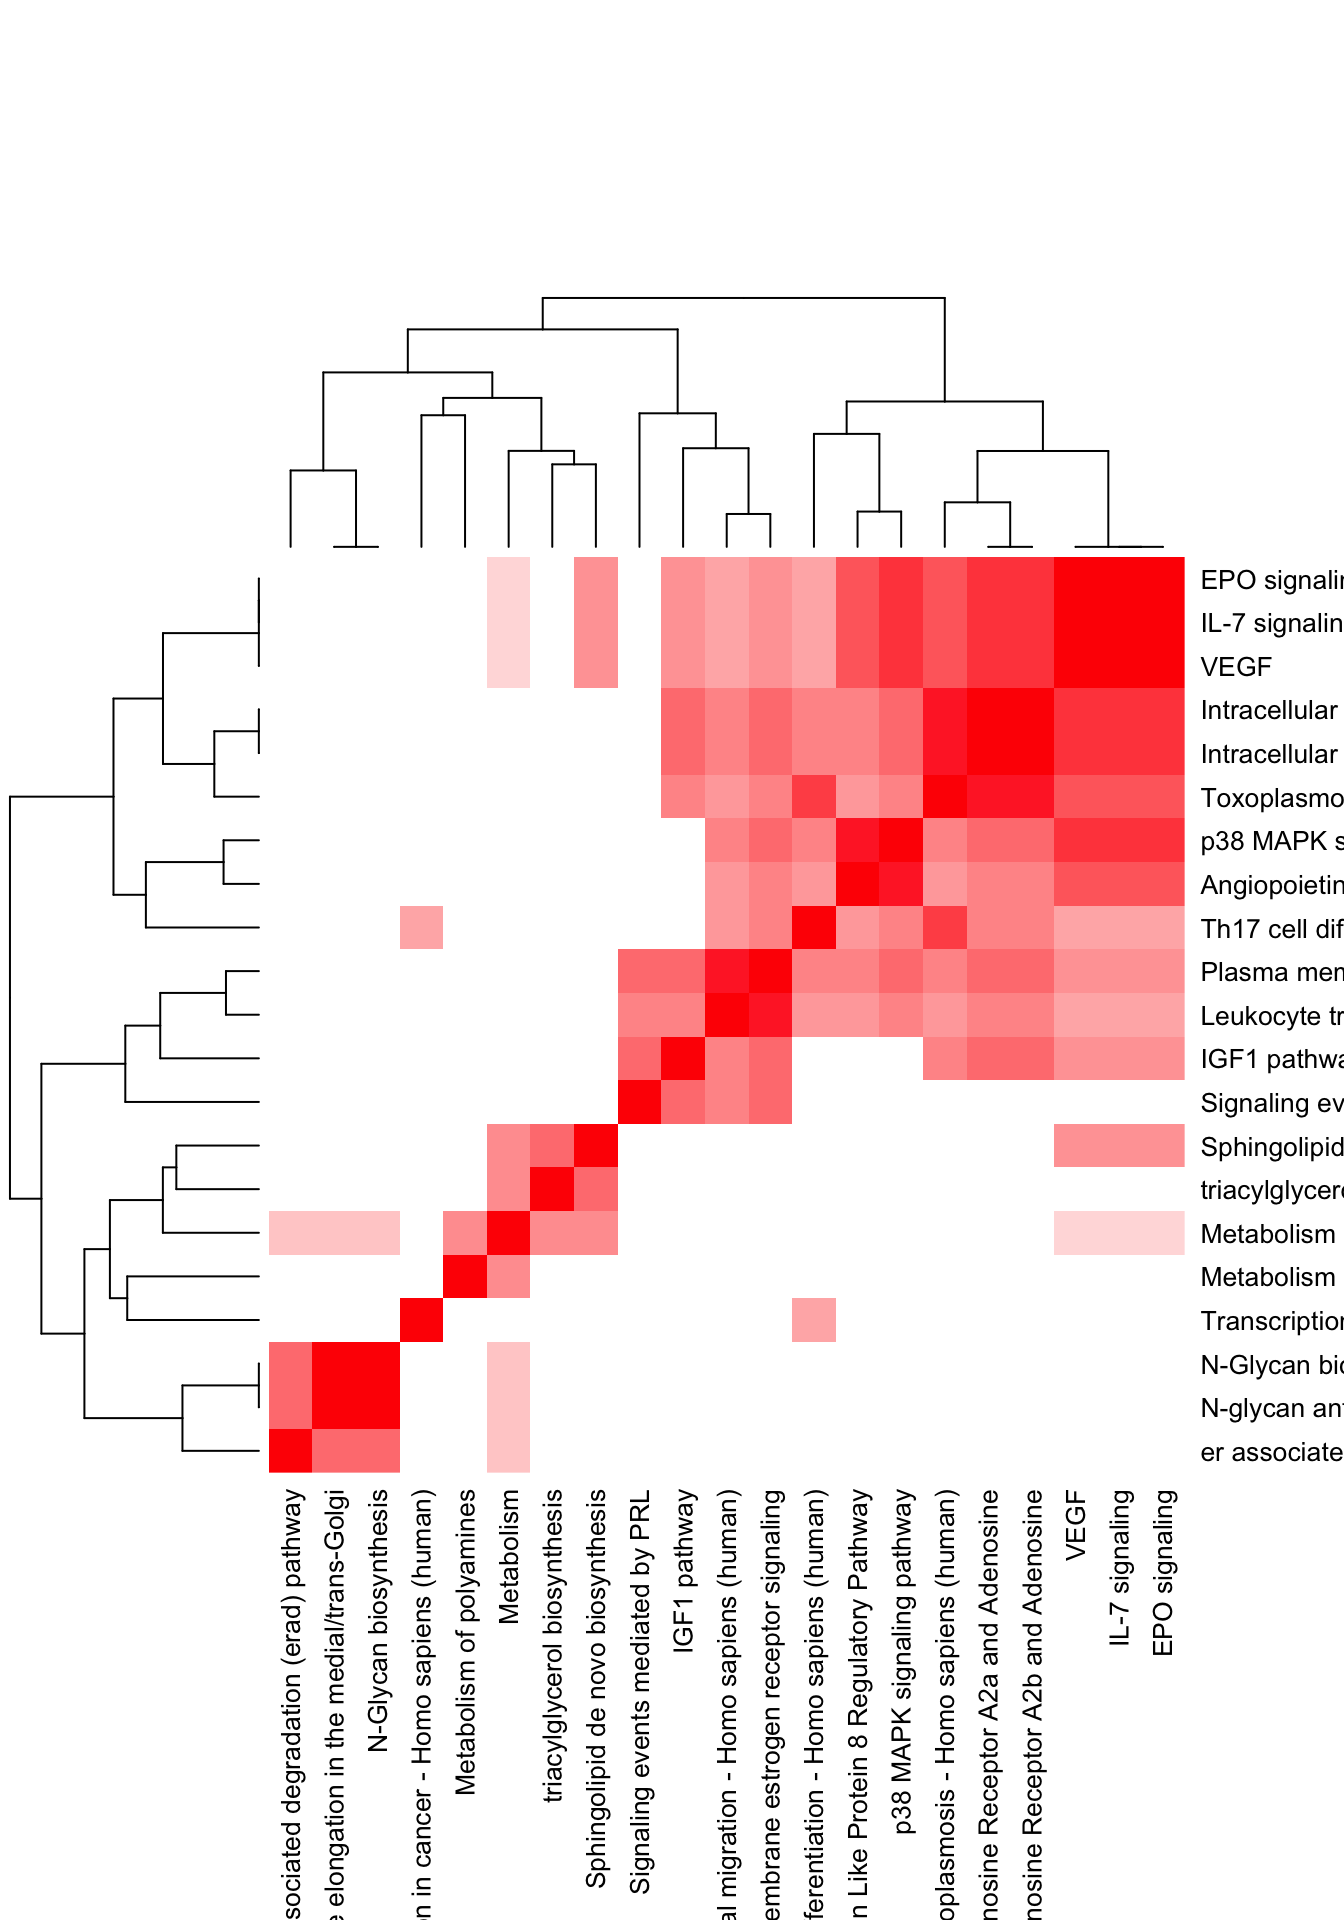 EPO signalin
IL-7 signalin
VEGF
Intracellular
Intracellular
Toxoplasmo
p38 MAPK s
Angiopoietin
Th17 cell dif
Plasma mem
Leukocyte tr
IGF1 pathwa
Signaling ev
Sphingolipid
triacylglycero
Metabolism
Metabolism
Transcription
N-Glycan bio
N-glycan ant
er associate
sociated degradation (erad) pathway
e elongation in the medial/trans-Golgi
N-Glycan biosynthesis
on in cancer - Homo sapiens (human)
Metabolism of polyamines
Metabolism
triacylglycerol biosynthesis
Sphingolipid de novo biosynthesis
Signaling events mediated by PRL
IGF1 pathway
al migration - Homo sapiens (human)
embrane estrogen receptor signaling
ferentiation - Homo sapiens (human)
n Like Protein 8 Regulatory Pathway
p38 MAPK signaling pathway
oplasmosis - Homo sapiens (human)
nosine Receptor A2a and Adenosine
nosine Receptor A2b and Adenosine
VEGF
IL-7 signaling
EPO signaling